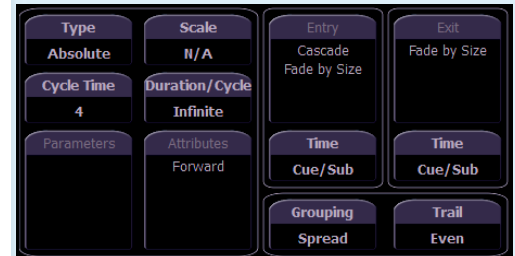 Type
Absolute
Scale
N/A
Entry
Cascade
Fade by Size
Exit
Fade by Size
Cycle Time
4
Duration/Cycle
Infinite
Parameters
Attributes
Forward
Time
Cue/Sub
Time
Cue/Sub
Grouping
Spread
Trail
Even